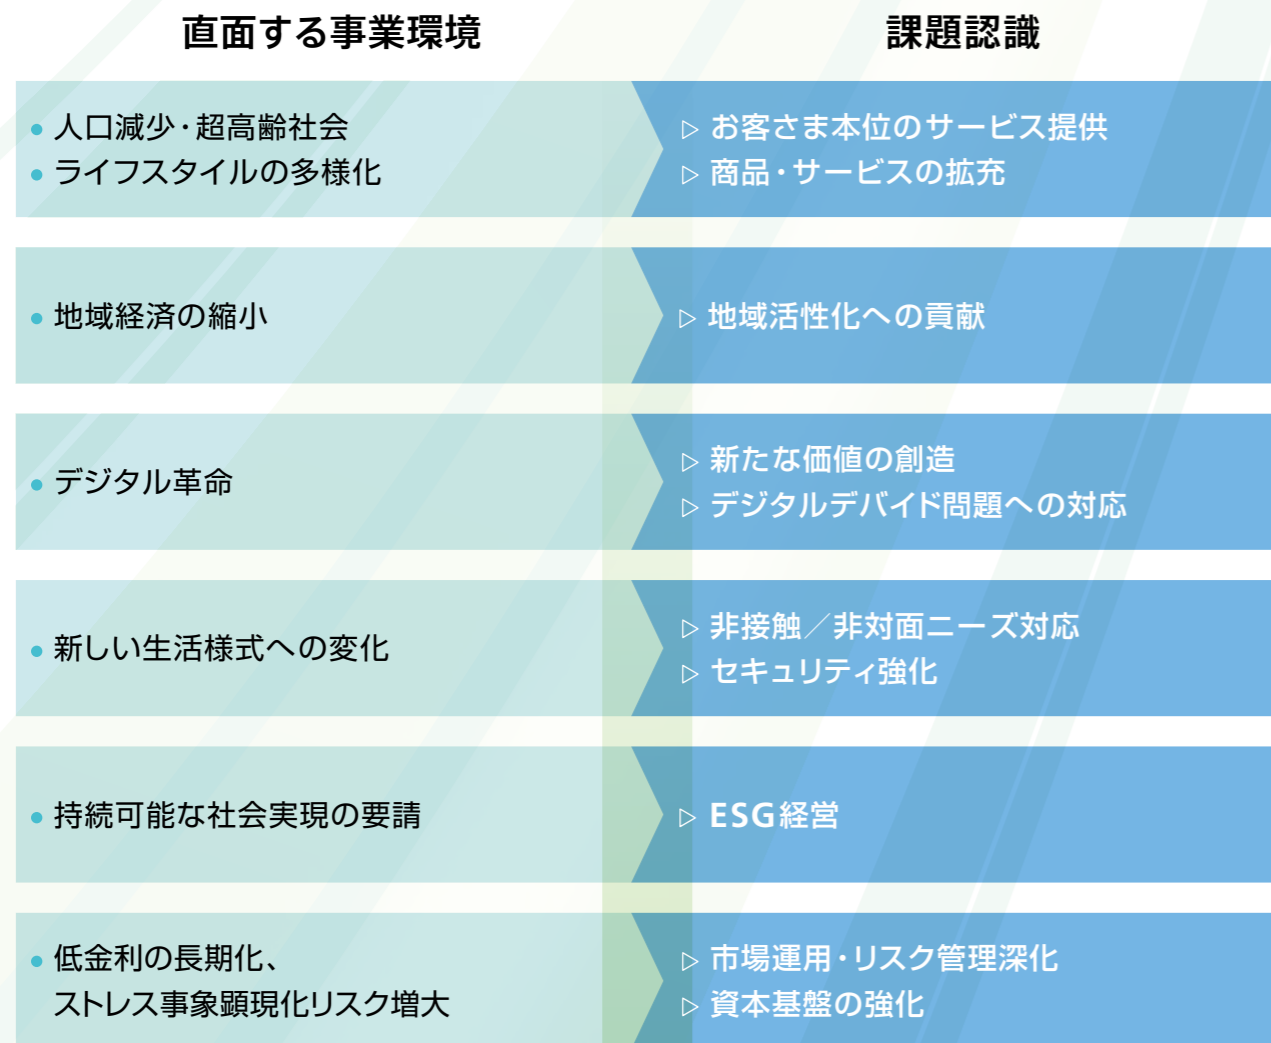 直面する事業環境
課題認識
● 人口減少・超高齢社会
● ライフスタイルの多様化
▷ お客さま本位のサービス提供
▷ 商品・サービスの拡充
● 地域経済の縮小
▷ 地域活性化への貢献
● デジタル革命
▷ 新たな価値の創造
▷ デジタルデバイド問題への対応
● 新しい生活様式への変化
▷ 非接触／非対面ニーズ対応
▷ セキュリティ強化
● 持続可能な社会実現の要請
▷ ESG経営
● 低金利の長期化、
ストレス事象顕現化リスク増大
▷ 市場運用・リスク管理深化
▷ 資本基盤の強化